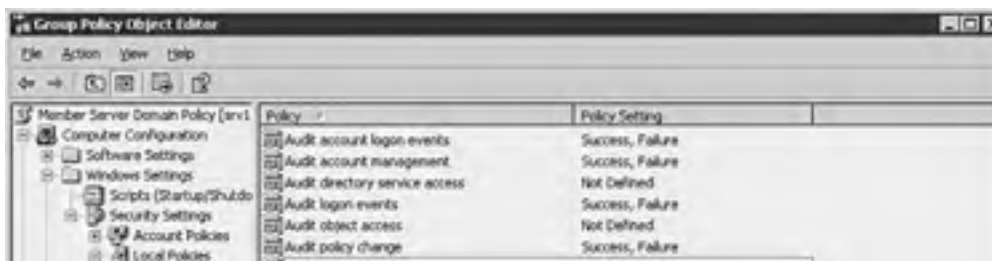 Group Policy Object Editor
File Action View Help
Member Server Domain Policy [srv1
Computer Configuration
Software Settings
Windows Settings
Scripts (Startup/Shutdo
Security Settings
Account Policies
Local Policies
Policy Policy Setting
Audit account logon events Success, Failure
Audit account management Success, Failure
Audit directory service access Not Defined
Audit logon events Success, Failure
Audit object access Not Defined
Audit policy change Success, Failure